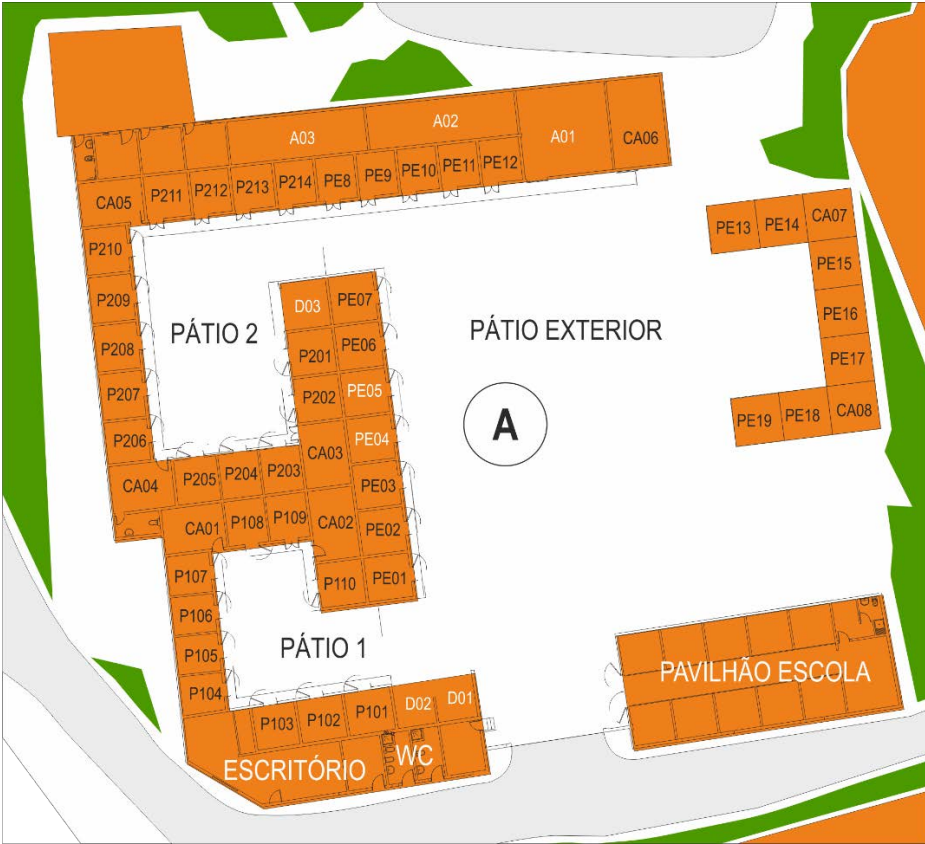 A03
A02
A01
CA06
CA05
P211
P212
P213
P214
PE8
PE9
PE10
PE11
PE12
P210
P209
P208
P207
P206
CA04
PÁTIO 2
D03
PE07
P201
PE06
P202
PE05
CA03
PE04
PE03
P205
P204
P203
CA01
P108
P109
CA02
PE02
P110
PE01
P107
P106
P105
P104
PÁTIO 1
P103
P102
P101
D02
D01
ESCRITÓRIO
WC
PÁTIO EXTERIOR
A
PE13
PE14
CA07
PE15
PE16
PE17
PE19
PE18
CA08
PAVILHÃO ESCOLA